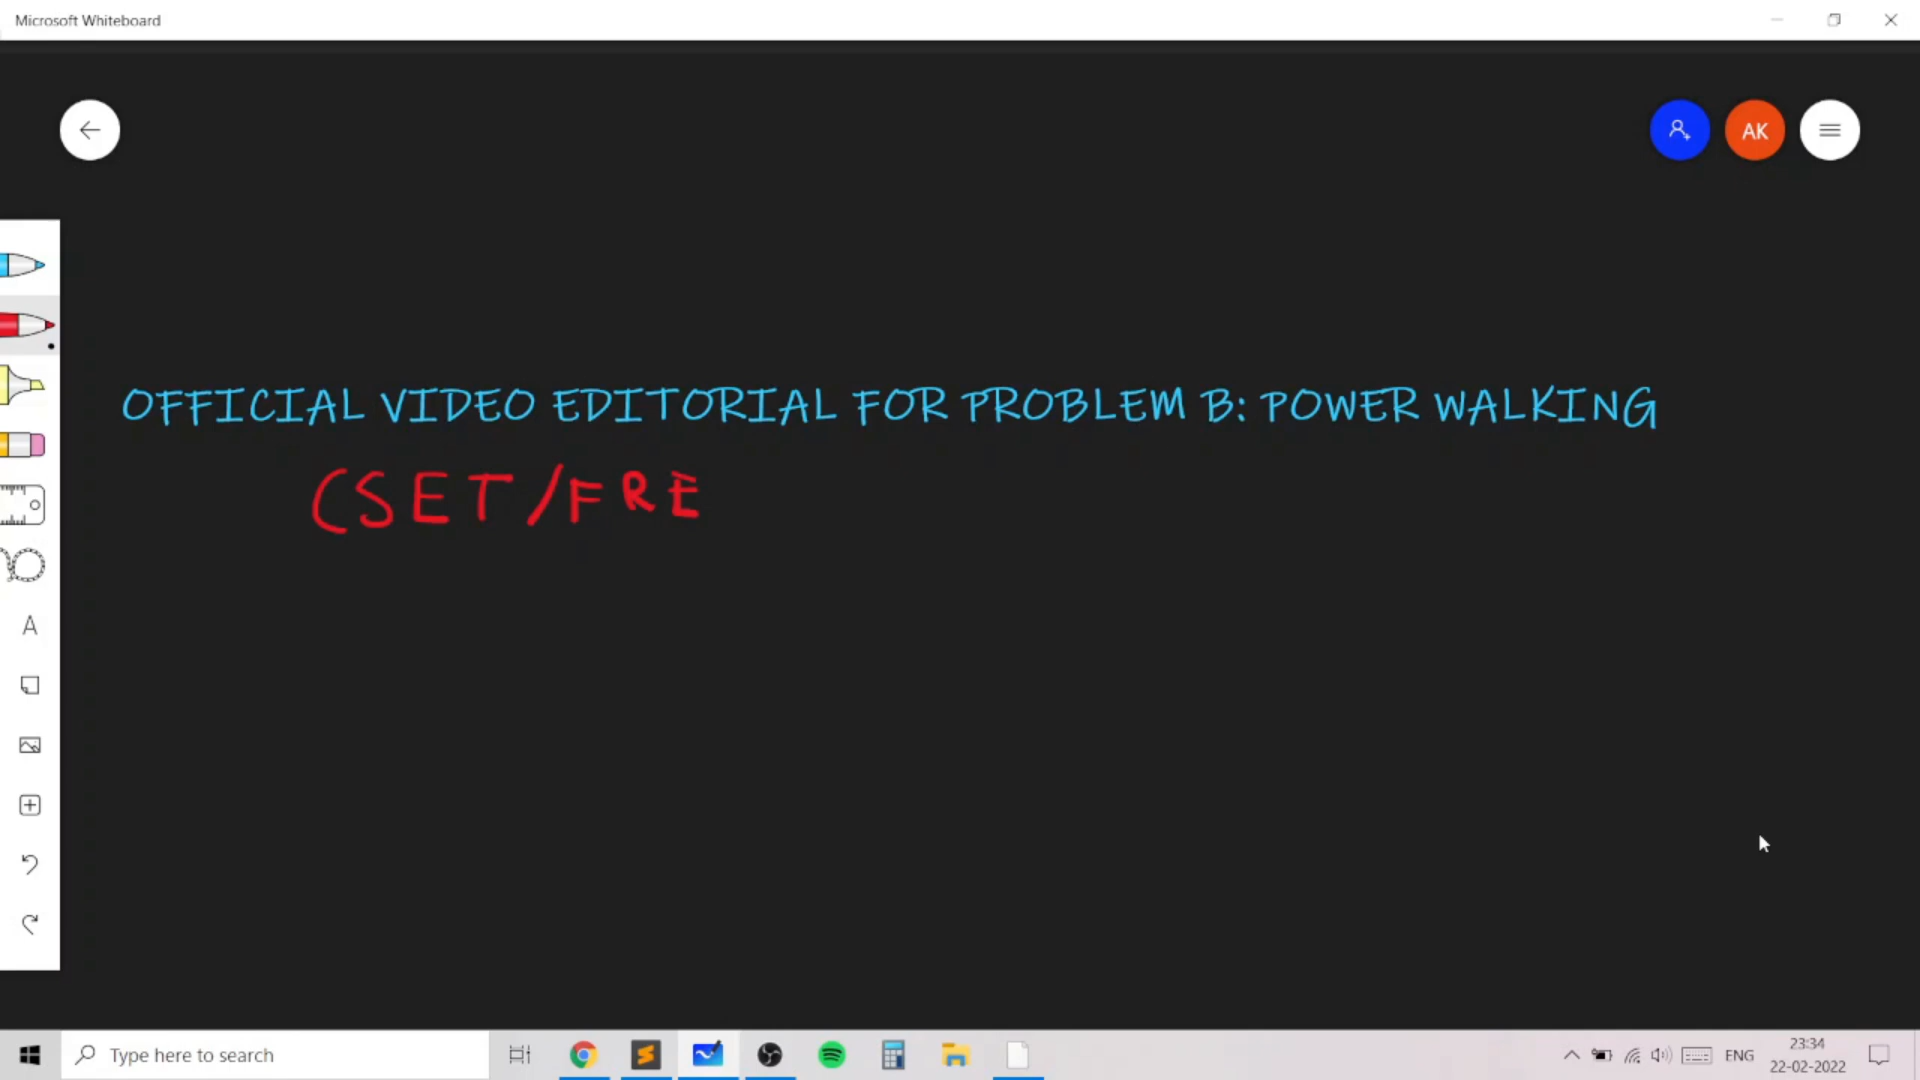 Microsoft Whiteboard
AK
OFFICIAL VIDEO EDITORIAL FOR PROBLEM B: POWER WALKING
(SET/FRE
A
Type here to search
ENG
23:34
22-02-2022